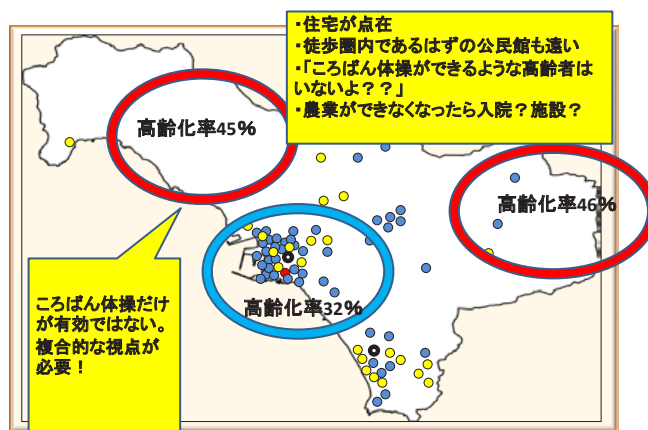 ・住宅が点在
・徒歩圏内であるはずの公民館も遠い
・「ころばん体操ができるような高齢者は
いないよ？？」
・農業ができなくなったら入院？施設？
高齢化率45%
高齢化率46%
高齢化率32%
ころばん体操だけ
が有効ではない。
複合的な視点が
必要！